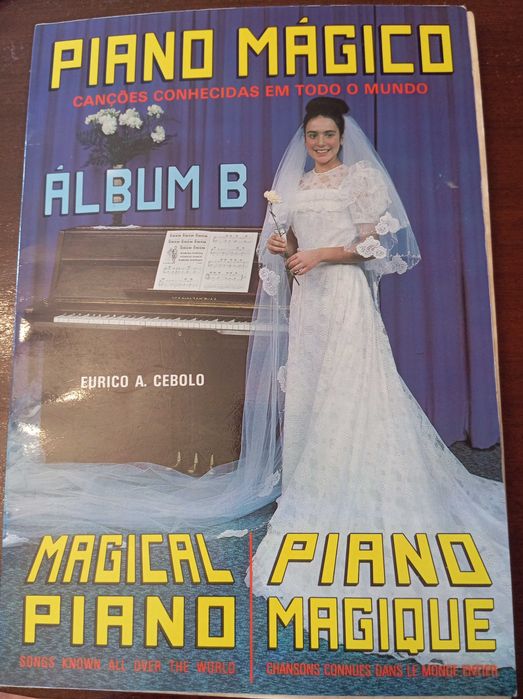 PIANO MÁGICO
CANÇÕES CONHECIDAS EM TODO O MUNDO
ÁLBUM B
EURICO A. CEBOLO
MAGICAL
PIANO
SONGS KNOWN ALL OVER THE WORLD
PIANO
MAGIQUE
CHANSONS CONNUES DANS LE MONDE ENTIER